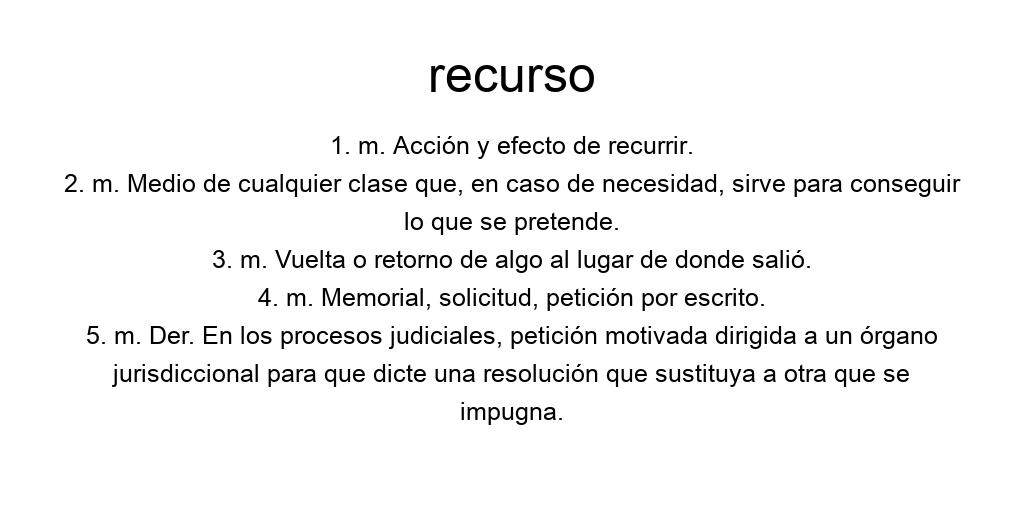 recurso
1. m. Acción y efecto de recurrir.
2. m. Medio de cualquier clase que, en caso de necesidad, sirve para conseguir
lo que se pretende.
3. m. Vuelta o retorno de algo al lugar de donde salió.
4. m. Memorial, solicitud, petición por escrito.
5. m. Der. En los procesos judiciales, petición motivada dirigida a un órgano
jurisdiccional para que dicte una resolución que sustituya a otra que se
impugna.